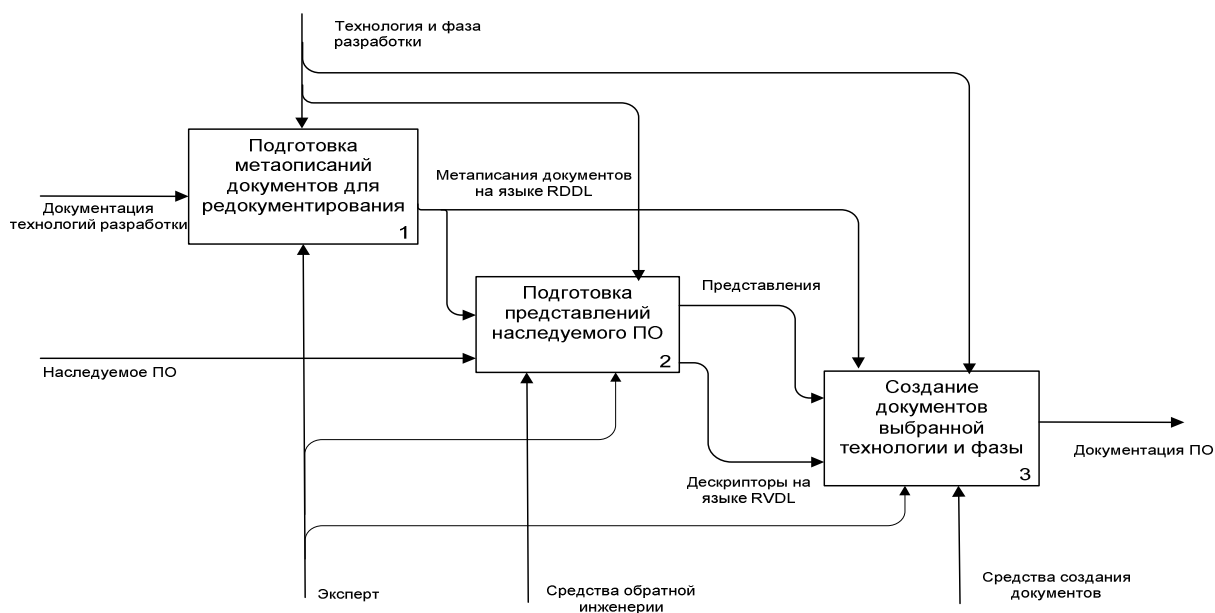 Технология и фаза
разработки
Подготовка
метаописаний
документов для
редокументирования
1
Документация
технологий разработки
Метаписания документов
на языке RDDL
Подготовка
представлений
наследуемого ПО
2
Представления
Наследуемое ПО
Создание
документов
выбранной
технологии и фазы
3
Документация ПО
Дескрипторы на
языке RVDL
Эксперт
Средства обратной
инженерии
Средства создания
документов